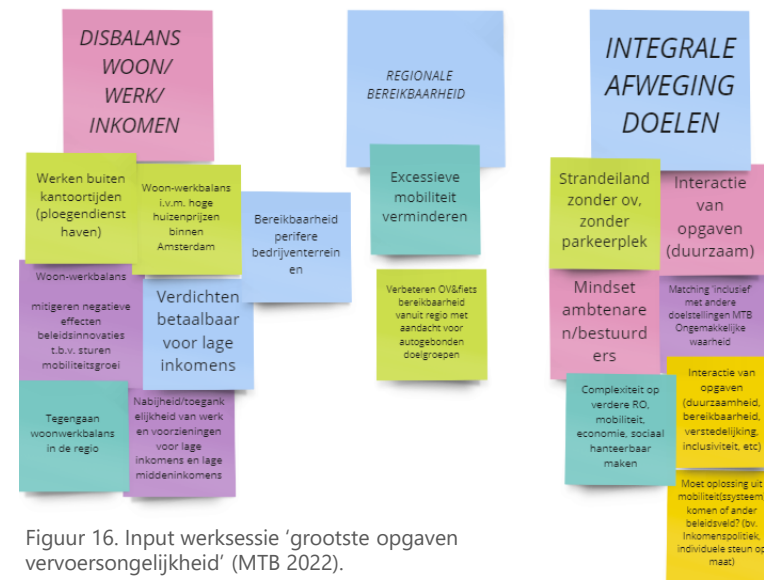 DISBALANS
WOON/
WERK/
INKOMEN
Werken buiten
kantoortijden
(ploegendienst
haven)
Woon-werkbalans
i.v.m. hoge
huizenprijzen
binnen
Amsterdam
Bereikbaarheid
perifere
bedrijventerrein
en
Woon-werkbalans
mitigeren negatieve
effecten
beleidsinnovaties
t.b.v. sturen
mobiliteitsgroei
Verdichten
betaalbaar
voor lage
inkomens
Tegengaan
woonwerkbalans
in de regio
Nabijheid/toegank
elijkheid van werk
en voorzieningen
voor lage
inkomens en lage
middeninkomens
REGIONALE
BEREIKBAARHEID
Excessieve
mobiliteit
verminderen
Verbeteren OV&fiets
bereikbaarheid
vanuit regio met
aandacht voor
autogebonden
doelgroepen
INTEGRALE
AFWEGING
DOELEN
Strandeiland
zonder ov,
zonder
parkeerplek
Interactie
van
opgaven
(duurzaam)
Mindset
ambtenare
n/bestuurd
ers
Matching 'inclusief'
met andere
doelstellingen MTB
Ongemakkelijke
waarheid
Complexiteit op
verdere RO,
mobiliteit,
economie, sociaal
hanteerbaar
maken
Interactie van
opgaven
(duurzaamheid,
bereikbaarheid,
verstedelijking,
inclusiviteit, etc)
Moet oplossing uit
mobiliteit(ssysteem)
komen of ander
beleidsveld? (bv.
Inkomenspolitiek,
individuele steun op
maat)
Figuur 16. Input werksessie 'grootste opgaven
vervoersongelijkheid' (MTB 2022).